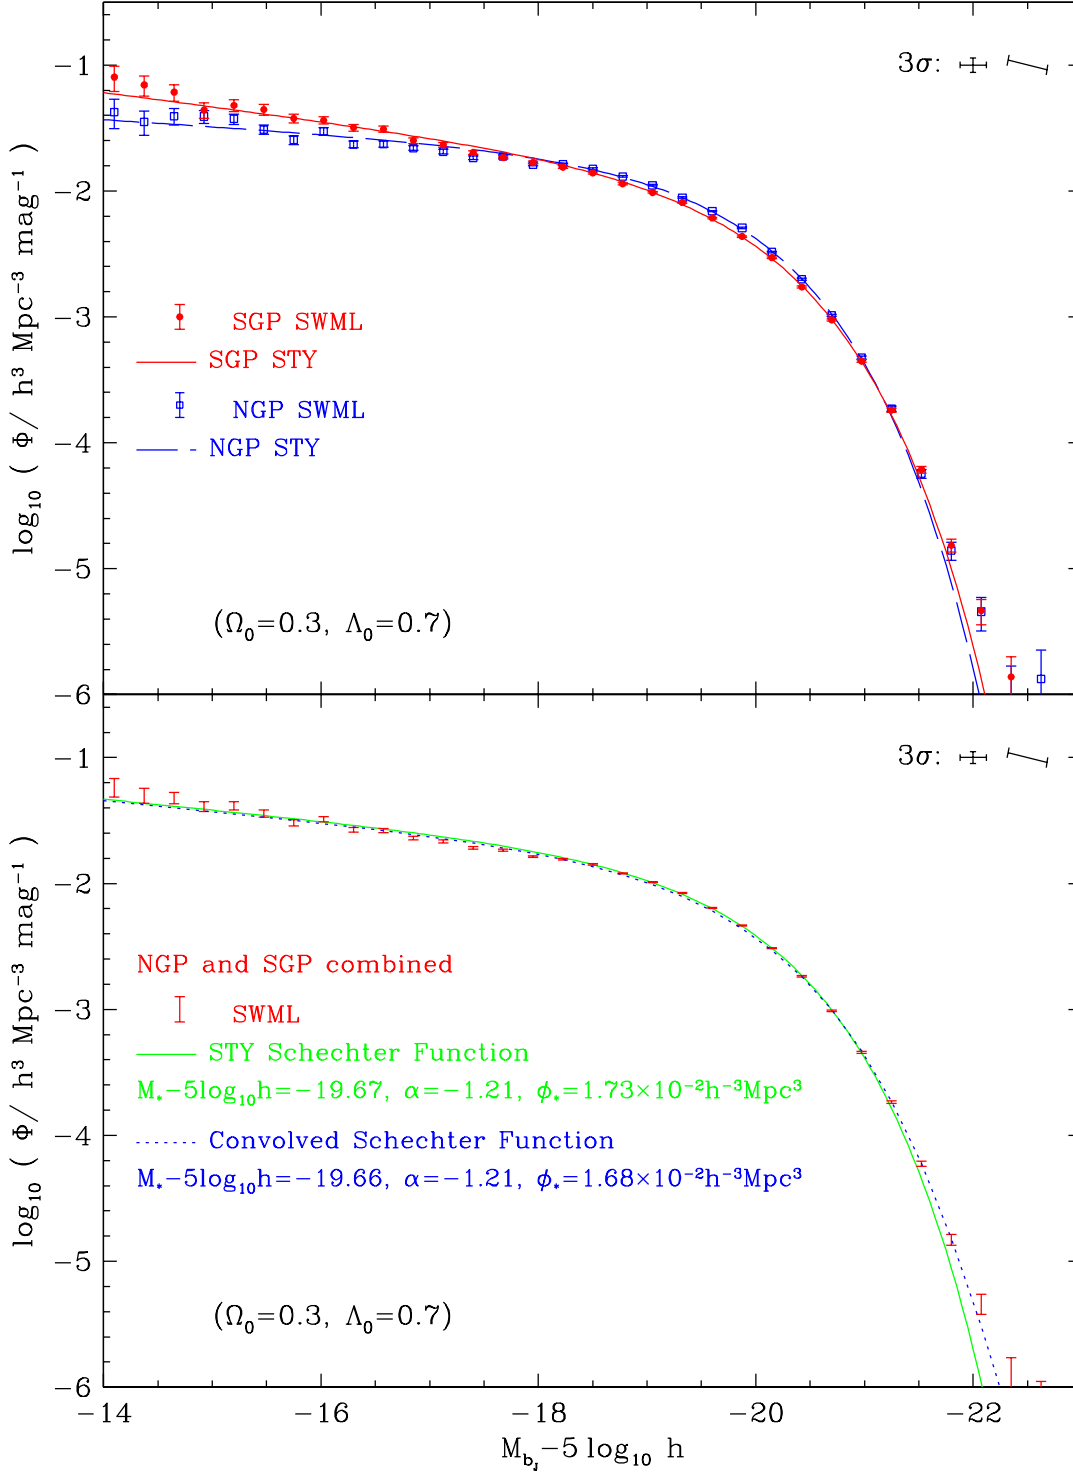 3σ:
−1
−2
−3
−4
−5
−6
log₁₀ ( Φ/ h³ Mpc⁻³ mag⁻¹ )
SGP SWML
SGP STY
NGP SWML
NGP STY
(Ω₀=0.3, Λ₀=0.7)
3σ:
−1
−2
−3
−4
−5
−6
log₁₀ ( Φ/ h³ Mpc⁻³ mag⁻¹ )
NGP and SGP combined
SWML
STY Schechter Function
M*−5log₁₀h=−19.67, α=−1.21, ϕ*=1.73×10⁻²h⁻³Mpc³
Convolved Schechter Function
M*−5log₁₀h=−19.66, α=−1.21, ϕ*=1.68×10⁻²h⁻³Mpc³
(Ω₀=0.3, Λ₀=0.7)
−14 −16 −18 −20 −22
M_bJ−5 log₁₀ h